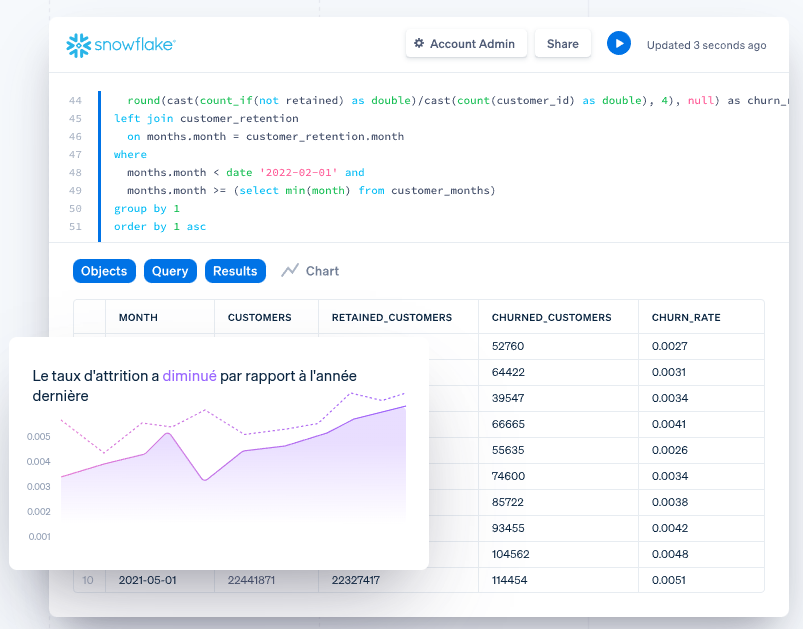 snowflake
Account Admin
Share
Updated 3 seconds ago
44 round(cast(count_if(not retained) as double)/cast(count(customer_id) as double), 4), null) as churn_
45 left join customer_retention
46 on months.month = customer_retention.month
47 where
48 months.month < date '2022-02-01' and
49 months.month >= (select min(month) from customer_months)
50 group by 1
51 order by 1 asc
Objects Query Results Chart
MONTH CUSTOMERS RETAINED_CUSTOMERS CHURNED_CUSTOMERS CHURN_RATE
52760 0.0027
64422 0.0031
39547 0.0034
66665 0.0041
55635 0.0026
74600 0.0034
85722 0.0038
93455 0.0042
104562 0.0048
10 2021-05-01 22441871 22327417 114454 0.0051
Le taux d'attrition a diminué par rapport à l'année
dernière
0.005
0.004
0.003
0.002
0.001